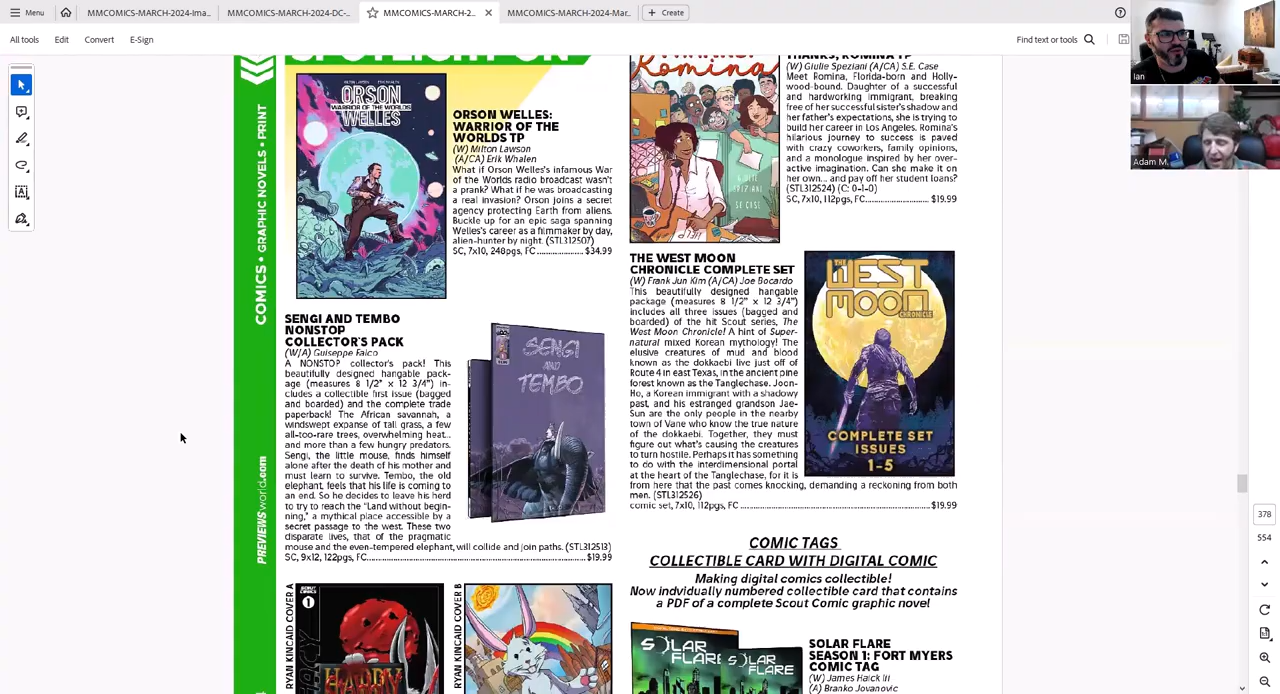 Menu
MMCOMICS-MARCH-2024-Ima...
MMCOMICS-MARCH-2024-DC-...
MMCOMICS-MARCH-2...
MMCOMICS-MARCH-2024-Mar...
+ Create
All tools
Edit
Convert
E-Sign
Find text or tools
Ian
Adam M.
COMICS • GRAPHIC NOVELS • PRINT
PREVIEWSworld.com
SPOTLIGHT ON
ORSON
WARRIOR OF THE WORLDS
WELLES
ORSON WELLES:
WARRIOR OF THE
WORLDS TP
(W) Milton Lawson
(A/CA) Erik Whalen
What if Orson Welles's infamous War
of the Worlds radio broadcast wasn't
a prank? What if he was broadcasting
a real invasion? Orson joins a secret
agency protecting Earth from aliens.
Buckle up for an epic saga spanning
Welles's career as a filmmaker by day,
alien-hunter by night. (STL312507)
SC, 7x10, 248pgs, FC..................... $34.99
SENGI AND TEMBO
NONSTOP
COLLECTOR'S PACK
(W/A) Guiseppe Falco
A NONSTOP collector's pack! This
beautifully designed hangable pack-
age (measures 8 1/2" x 12 3/4") in-
cludes a collectible first issue (bagged
and boarded) and the complete trade
paperback! The African savannah, a
windswept expanse of tall grass, a few
all-too-rare trees, overwhelming heat...
and more than a few hungry predators.
Sengi, the little mouse, finds himself
alone after the death of his mother and
must learn to survive. Tembo, the old
elephant, feels that his life is coming to
an end. So he decides to leave his herd
to try to reach the "Land without begin-
ning," a mythical place accessible by a
secret passage to the west. These two
disparate lives, that of the pragmatic
mouse and the even-tempered elephant, will collide and join paths. (STL312513)
SC, 9x12, 122pgs, FC.....................$19.99
SENGI
AND
TEMBO
RYAN KINCAID COVER A
RYAN KINCAID COVER B
Romina
THANKS, ROMINA TP
(W) Giulie Speziani (A/CA) S.E. Case
Meet Romina, Florida-born and Holly-
wood-bound. Daughter of a successful
and hardworking immigrant, breaking
free of her successful sister's shadow and
her father's expectations, she is trying to
build her career in Los Angeles. Romina's
hilarious journey to success is paved
with crazy coworkers, family opinions,
and a monologue inspired by her over-
active imagination. Can she make it on
her own... and pay off her student loans?
(STL312524) (C: 0-1-0)
SC, 7x10, 112pgs, FC..................... $19.99
THE WEST MOON
CHRONICLE COMPLETE SET
(W) Frank Jun Kim (A/CA) Joe Bocardo
This beautifully designed hangable
package (measures 8 1/2" x 12 3/4")
includes all three issues (bagged and
boarded) of the hit Scout series, The
West Moon Chronicle! A hint of Super-
natural mixed Korean mythology! The
elusive creatures of mud and blood
known as the dokkaebi live just off of
Route 4 in east Texas, in the ancient pine
forest known as the Tanglechase. Joon-
Ho, a Korean immigrant with a shadowy
past, and his estranged grandson Jae-
Sun are the only people in the nearby
town of Vane who know the true nature
of the dokkaebi. Together, they must
figure out what's causing the creatures
to turn hostile. Perhaps it has something
to do with the interdimensional portal
at the heart of the Tanglechase, for it is
from here that the past comes knocking, demanding a reckoning from both
men. (STL312526)
comic set, 7x10, 112pgs, FC.....................$19.99
THE
WEST
MOON
CHRONICLE
COMPLETE SET
ISSUES
1-5
COMIC TAGS
COLLECTIBLE CARD WITH DIGITAL COMIC
Making digital comics collectible!
Now indvidually numbered collectible card that contains
a PDF of a complete Scout Comic graphic novel
SOLAR
FLARE
SOLAR
FLARE
SOLAR FLARE
SEASON 1: FORT MYERS
COMIC TAG
(W) James Haick III
(A) Branko Jovanovic
378
554